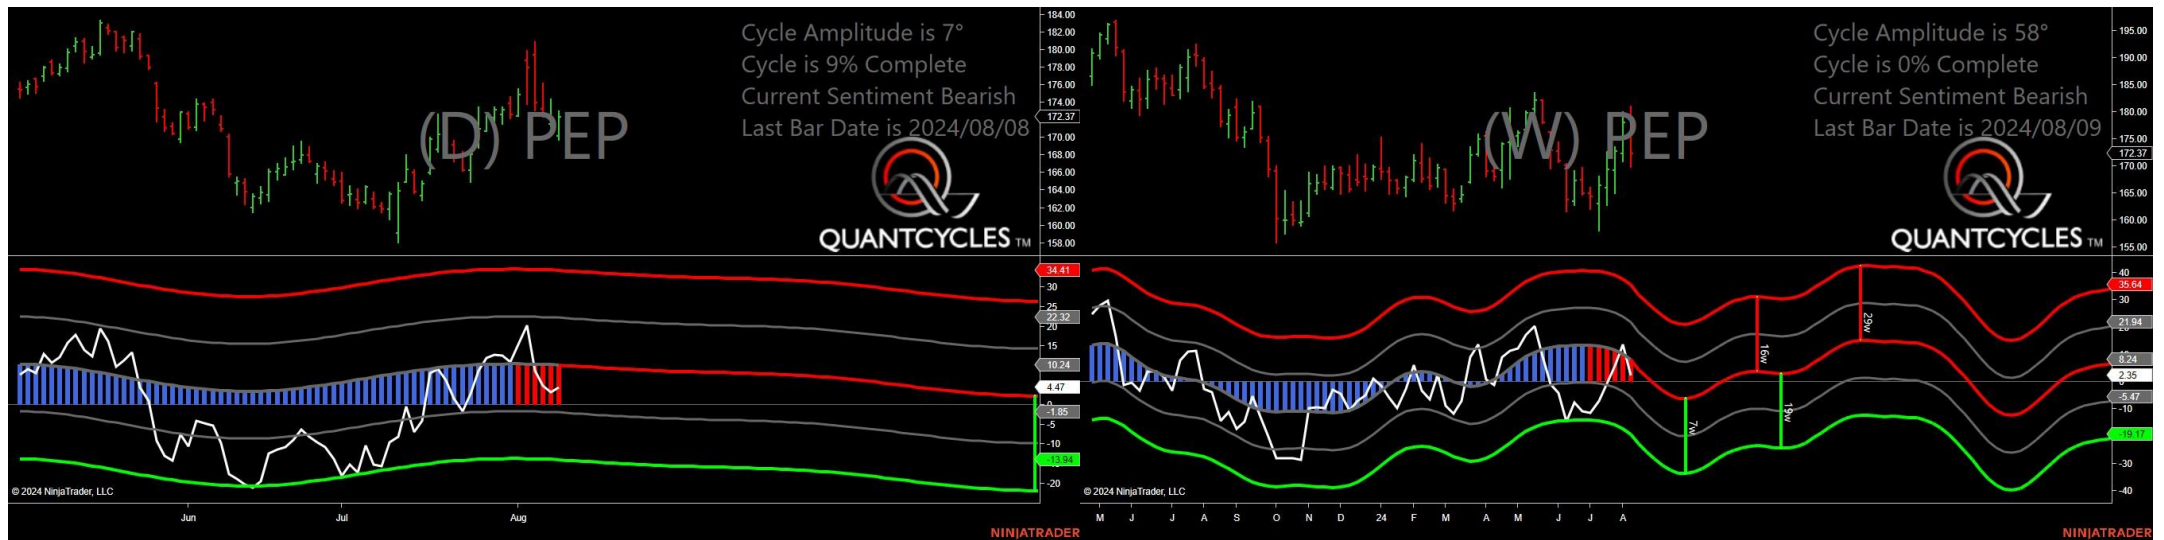 Cycle Amplitude is 7°
Cycle is 9% Complete
Current Sentiment Bearish
Last Bar Date is 2024/08/08
(D) PEP
QUANTCYCLES TM
184.00
182.00
180.00
178.00
176.00
174.00
172.37
170.00
168.00
166.00
164.00
162.00
160.00
158.00
34.41
30
25
22.32
20
15
10.24
4.47
0
-1.85
-5
-10
-13.94
-20
© 2024 NinjaTrader, LLC
Jun Jul Aug
NINJATRADER
Cycle Amplitude is 58°
Cycle is 0% Complete
Current Sentiment Bearish
Last Bar Date is 2024/08/09
(W) PEP
QUANTCYCLES TM
195.00
190.00
185.00
180.00
175.00
172.37
170.00
165.00
160.00
155.00
40
35.64
30
21.94
8.24
2.35
-5.47
-10
-19.17
-30
-40
7w
16w
19w
29w
© 2024 NinjaTrader, LLC
M J J A S O N D 24 F M A M J J A
NINJATRADER